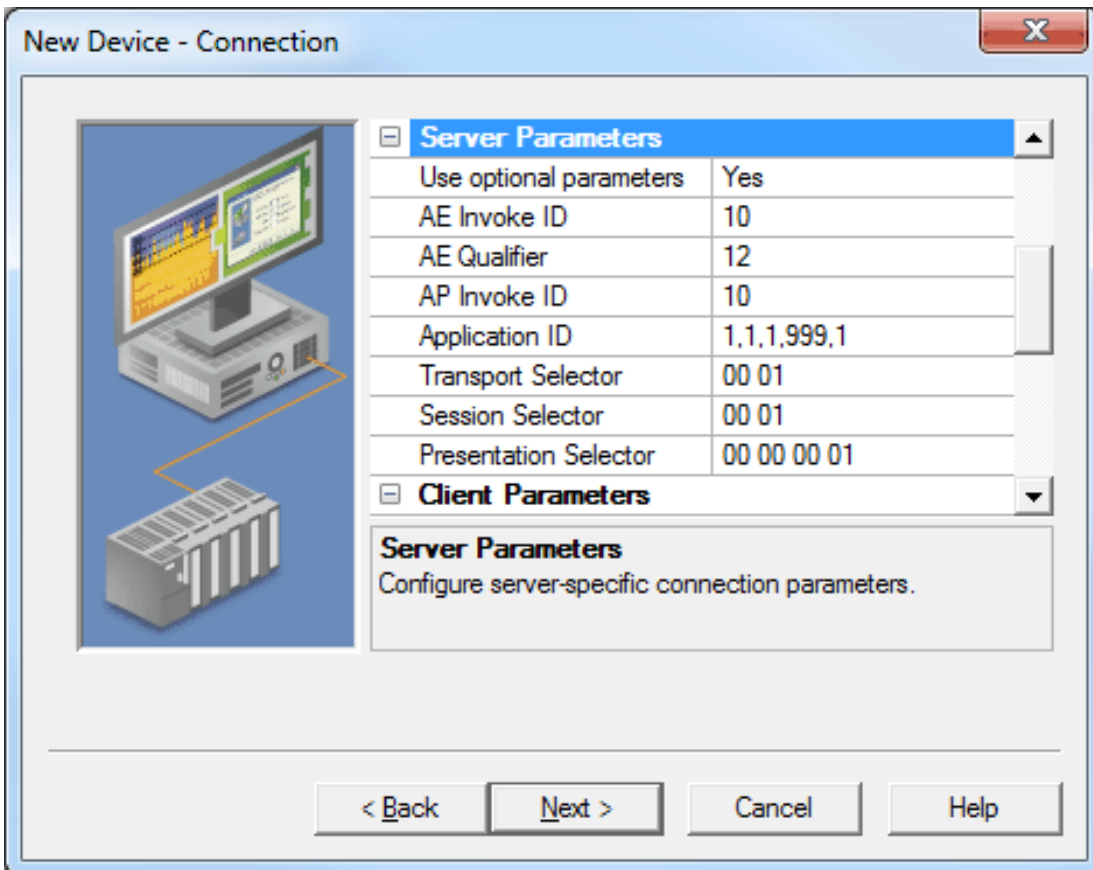 New Device - Connection
Server Parameters
Use optional parameters Yes
AE Invoke ID 10
AE Qualifier 12
AP Invoke ID 10
Application ID 1,1,1,999,1
Transport Selector 00 01
Session Selector 00 01
Presentation Selector 00 00 00 01
Client Parameters
Server Parameters
Configure server-specific connection parameters.
< Back Next > Cancel Help